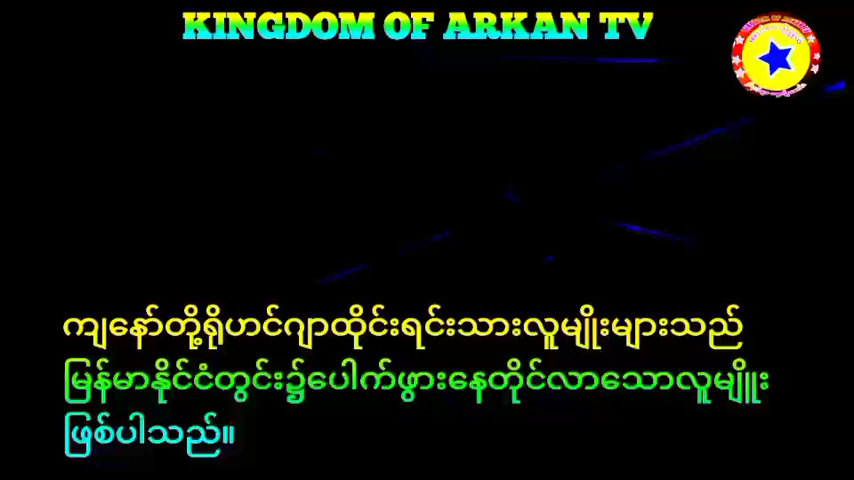 KINGDOM OF ARKAN TV
ကျနော်တို့ရိုဟင်ဂျာထိုင်းရင်းသားလူမျိုးများသည်
မြန်မာနိုင်ငံတွင်း၌ပေါက်ဖွားနေတိုင်လာသောလူမျိူး
ဖြစ်ပါသည်။